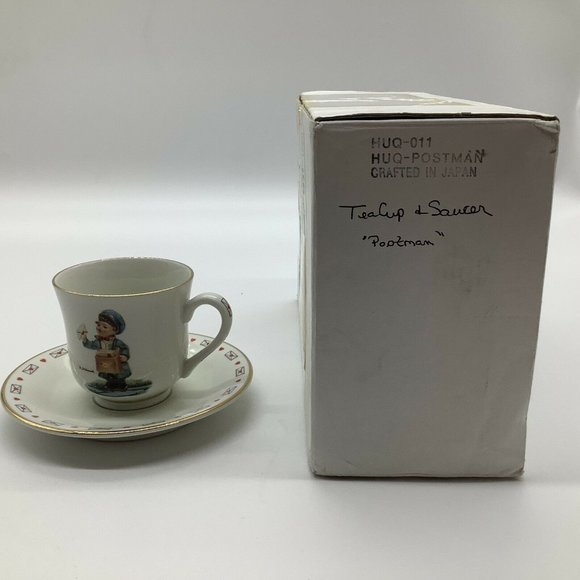 HUQ-011
HUQ-POSTMAN
CRAFTED IN JAPAN
TeaCup & Saucer
"Postman"